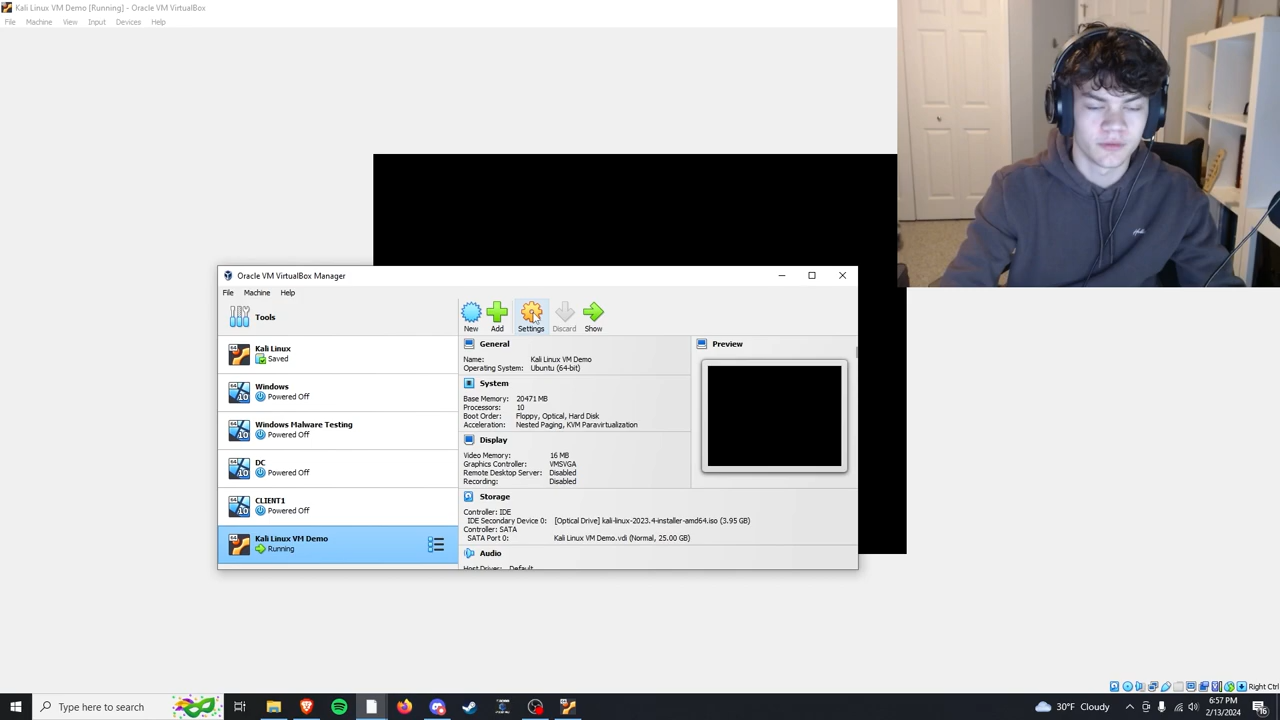 Kali Linux VM Demo [Running] - Oracle VM VirtualBox
File Machine View Input Devices Help
Oracle VM VirtualBox Manager
File Machine Help
Tools
New Add Settings Discard Show
Kali Linux
Saved
Windows
Powered Off
Windows Malware Testing
Powered Off
DC
Powered Off
CLIENT1
Powered Off
Kali Linux VM Demo
Running
General
Name: Kali Linux VM Demo
Operating System: Ubuntu (64-bit)
System
Base Memory: 20471 MB
Processors: 10
Boot Order: Floppy, Optical, Hard Disk
Acceleration: Nested Paging, KVM Paravirtualization
Display
Video Memory: 16 MB
Graphics Controller: VMSVGA
Remote Desktop Server: Disabled
Recording: Disabled
Storage
Controller: IDE
IDE Secondary Device 0: [Optical Drive] kali-linux-2023.4-installer-amd64.iso (3.95 GB)
Controller: SATA
SATA Port 0: Kali Linux VM Demo.vdi (Normal, 25.00 GB)
Audio
Host Driver: Default
Preview
Right Ctrl
Type here to search
30°F Cloudy
6:57 PM
2/13/2024